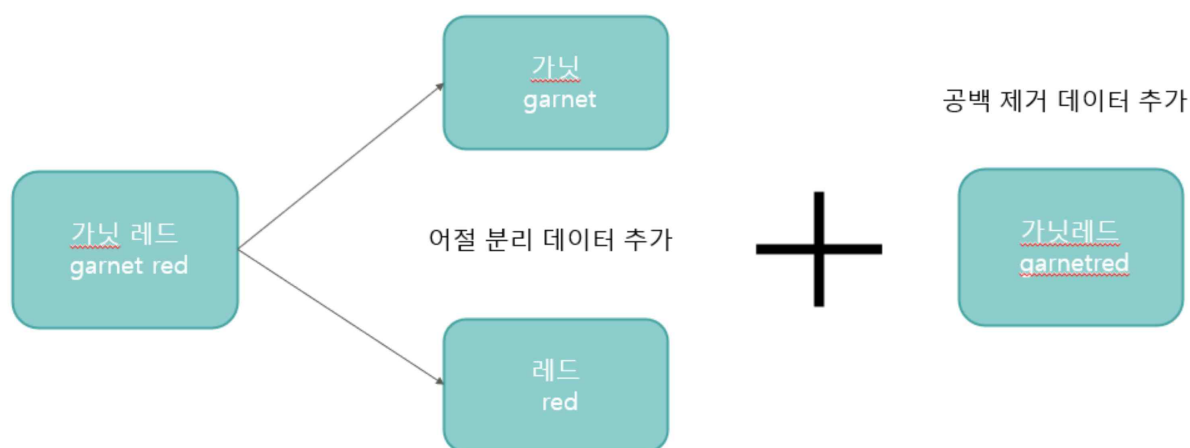 가닛 레드
garnet red
가닛
garnet
어절 분리 데이터 추가
레드
red
공백 제거 데이터 추가
가닛레드
garnetred